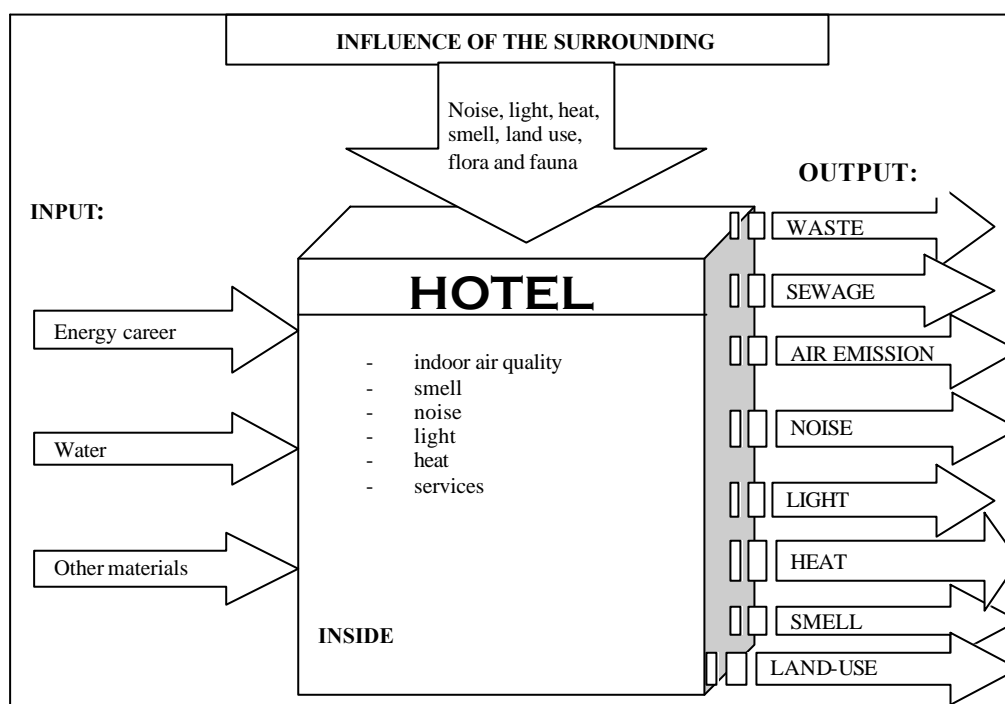 INFLUENCE OF THE SURROUNDING
Noise, light, heat,
smell, land use,
flora and fauna
INPUT:
OUTPUT:
Energy career
Water
Other materials
HOTEL
- indoor air quality
- smell
- noise
- light
- heat
- services
INSIDE
WASTE
SEWAGE
AIR EMISSION
NOISE
LIGHT
HEAT
SMELL
LAND-USE